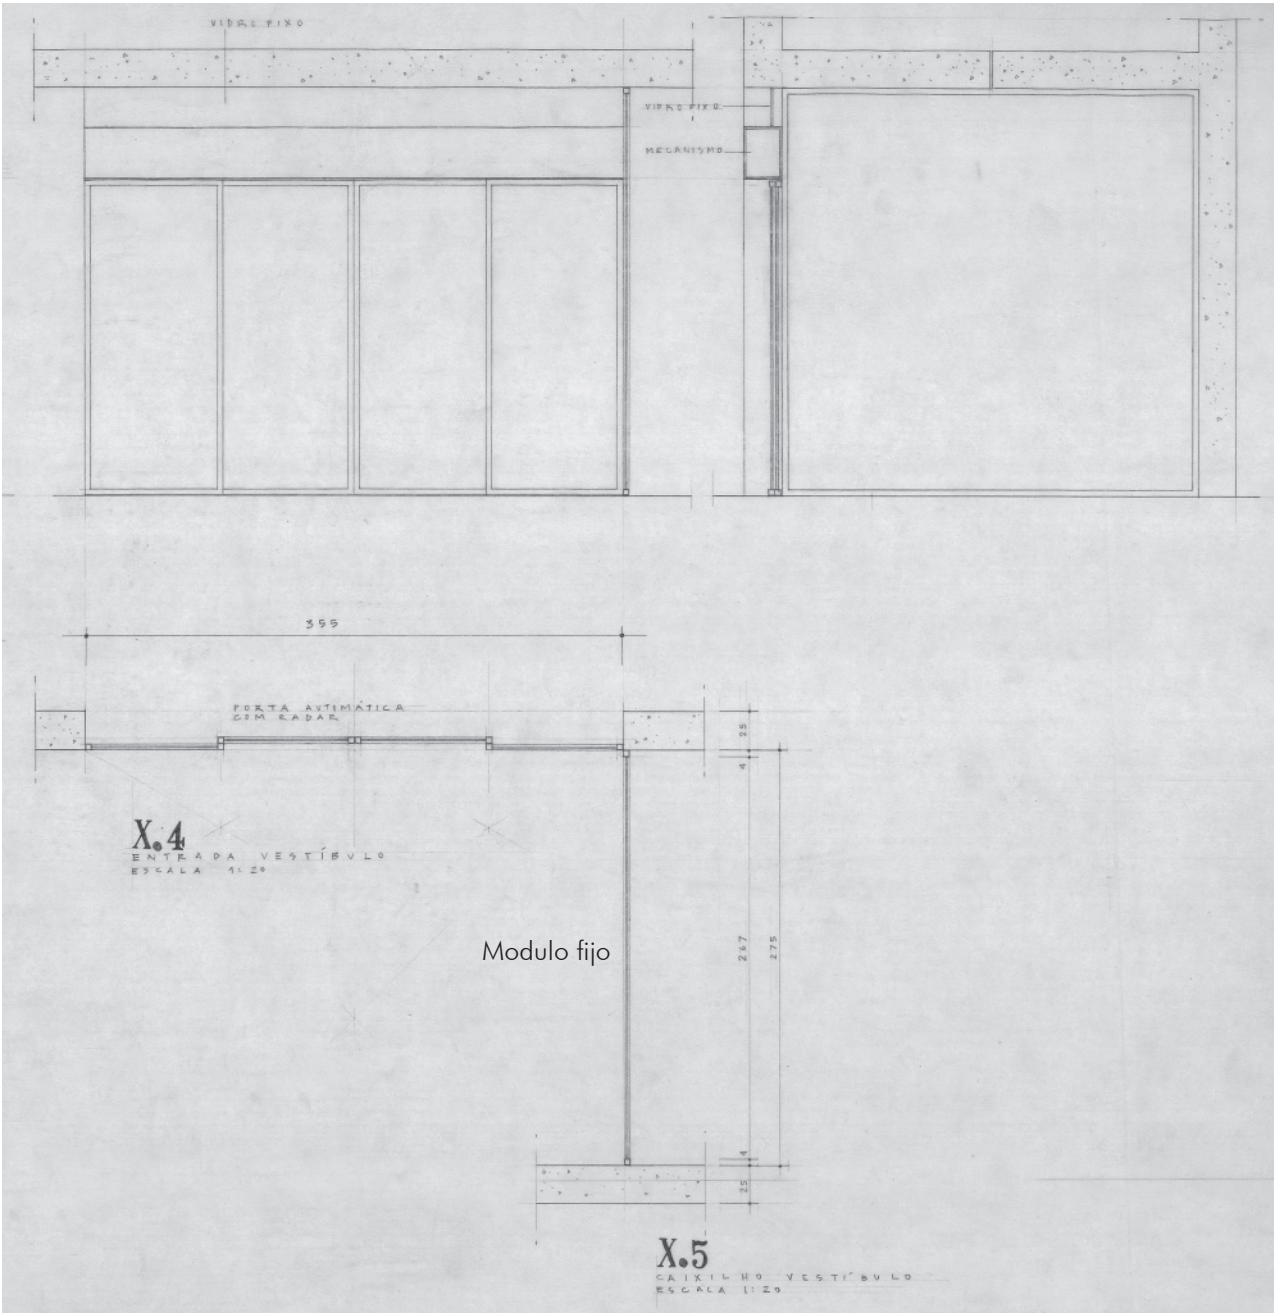 VIDRO FIXO
VIDRO FIXO
MECANISMO
355
PORTA AUTOMÁTICA
COM RADAR
25
4
X.4
ENTRADA VESTÍBULO
ESCALA 1:20
Modulo fijo
267
275
4
25
X.5
CAIXILHO VESTÍBULO
ESCALA 1:20